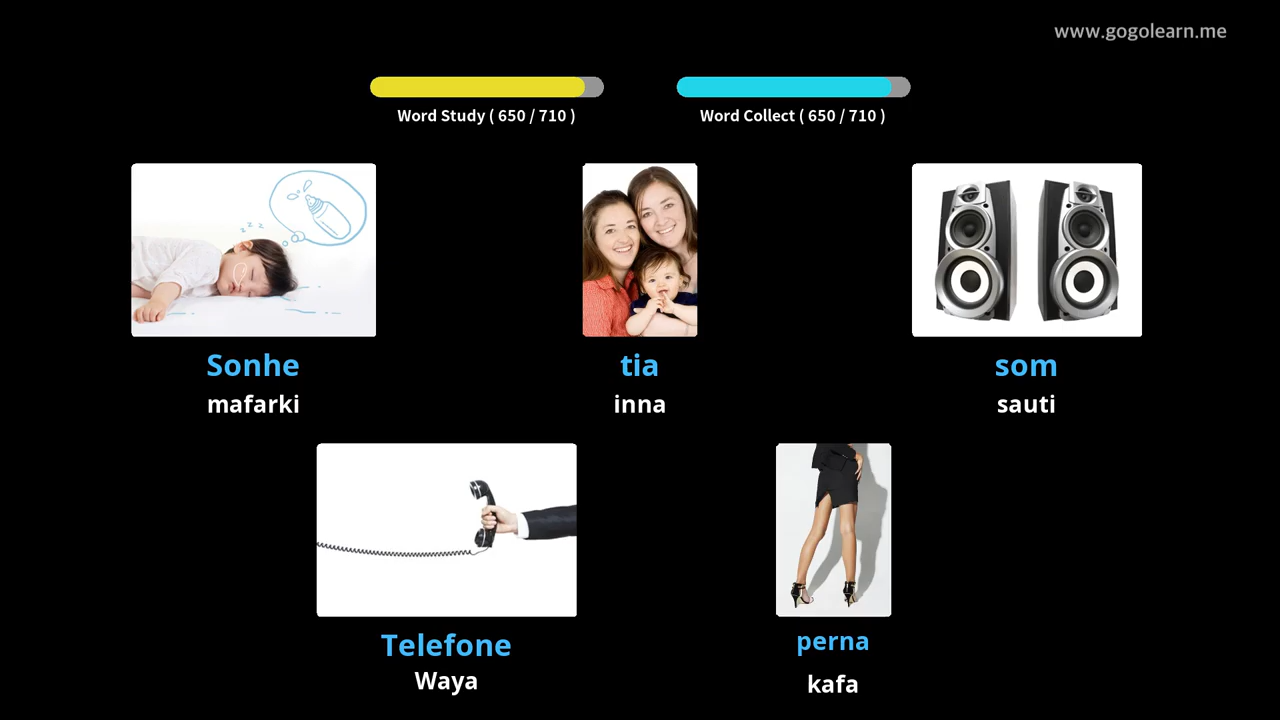 www.gogolearn.me
Word Study ( 650 / 710 )
Word Collect ( 650 / 710 )
Sonhe
mafarki
tia
inna
som
sauti
Telefone
Waya
perna
kafa